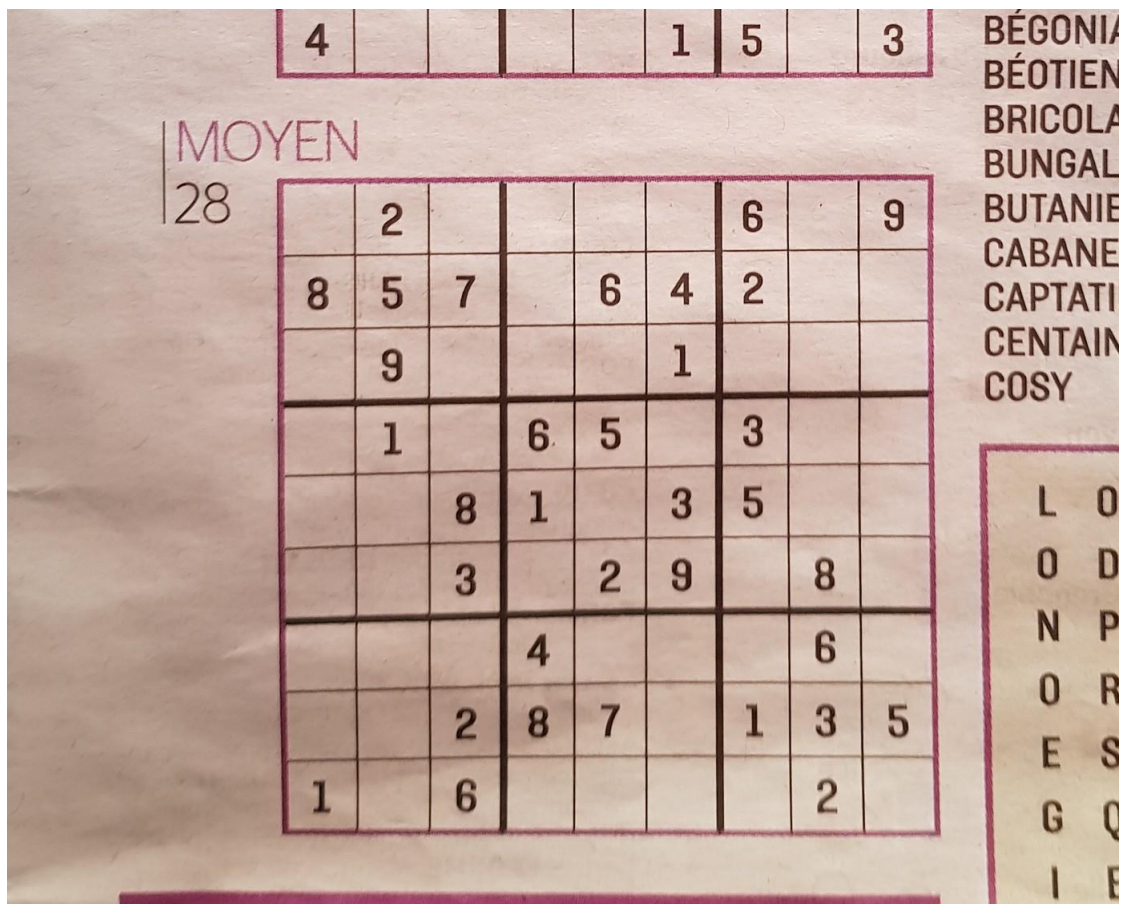 4 1 5 3
MOYEN
28
2 6 9
8 5 7 6 4 2
9 1
1 6 5 3
8 1 3 5
3 2 9 8
4 6
2 8 7 1 3 5
1 6 2
BÉGONIA
BÉOTIEN
BRICOLA
BUNGAL
BUTANIE
CABANE
CAPTATI
CENTAIN
COSY
L O
O D
N P
O R
E S
G Q
I E